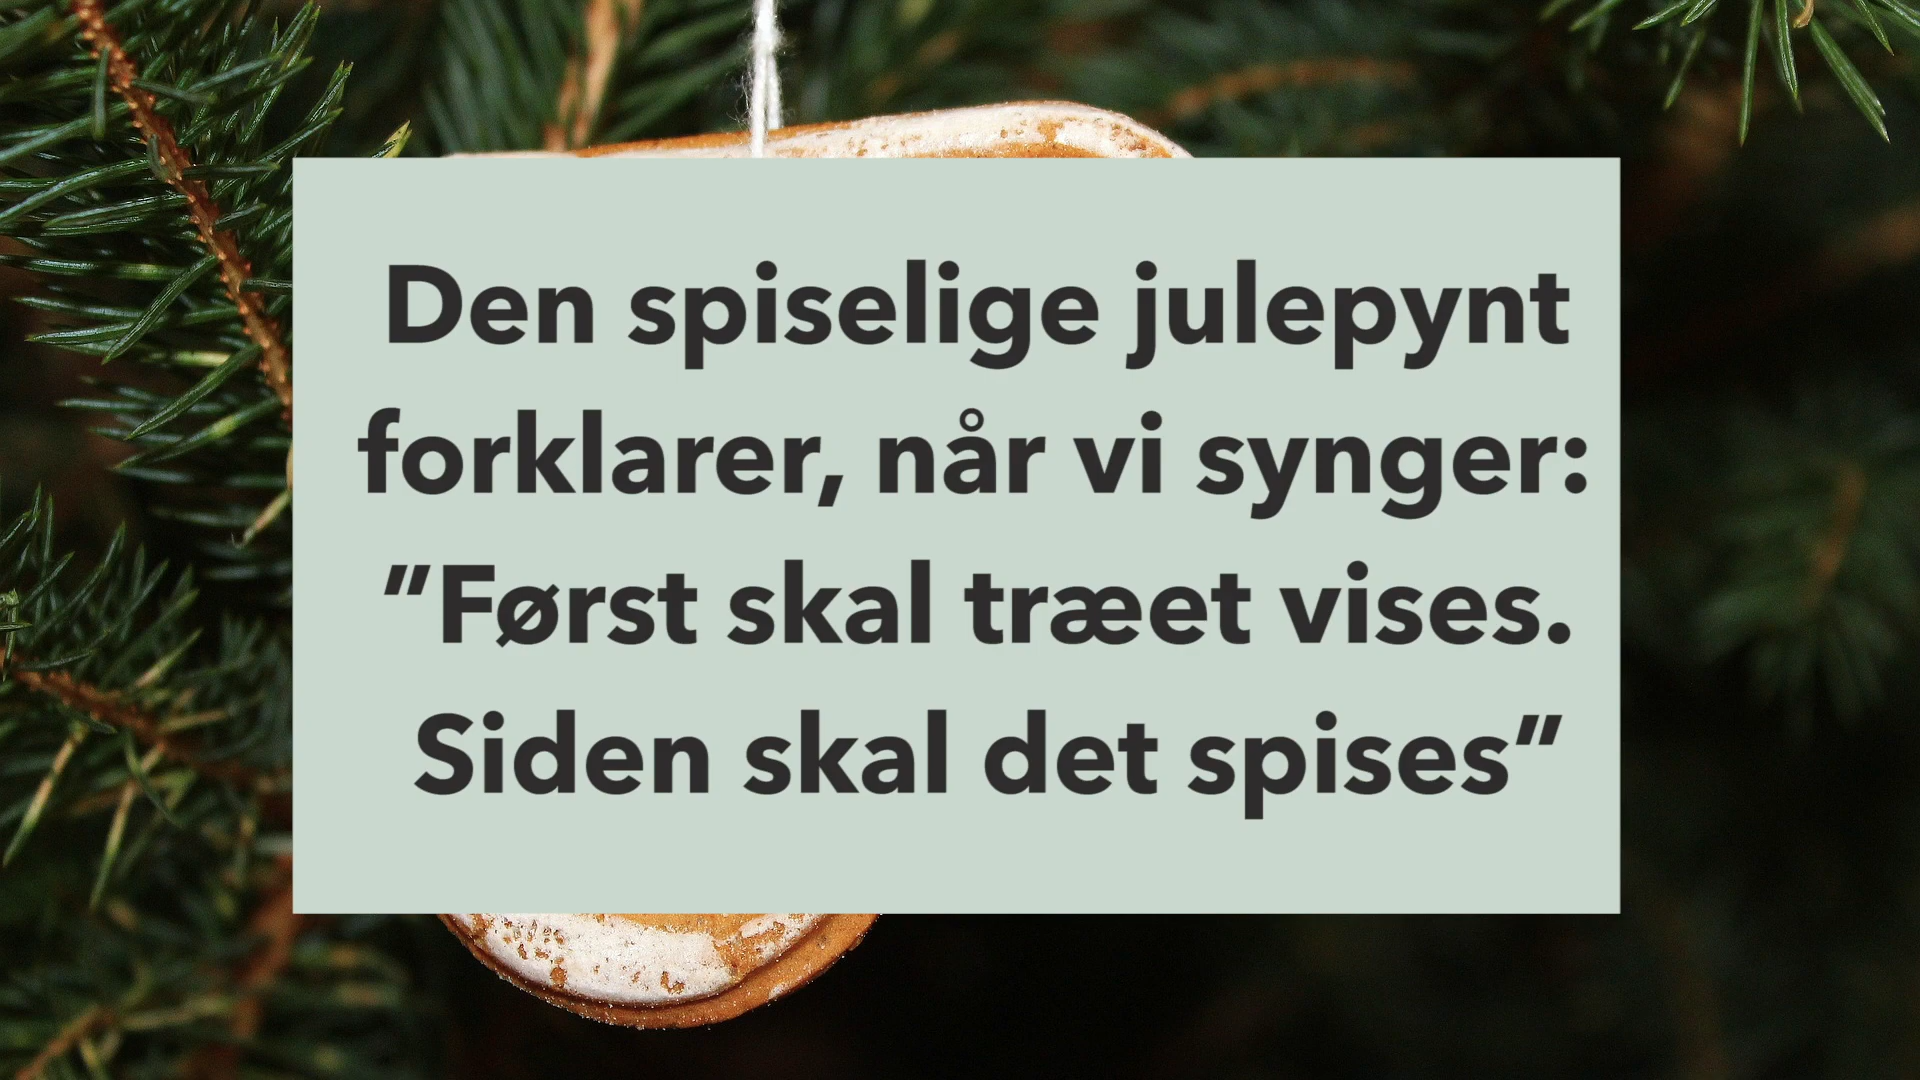 Den spiselige julepynt
forklarer, når vi synger:
”Først skal træet vises.
Siden skal det spises”